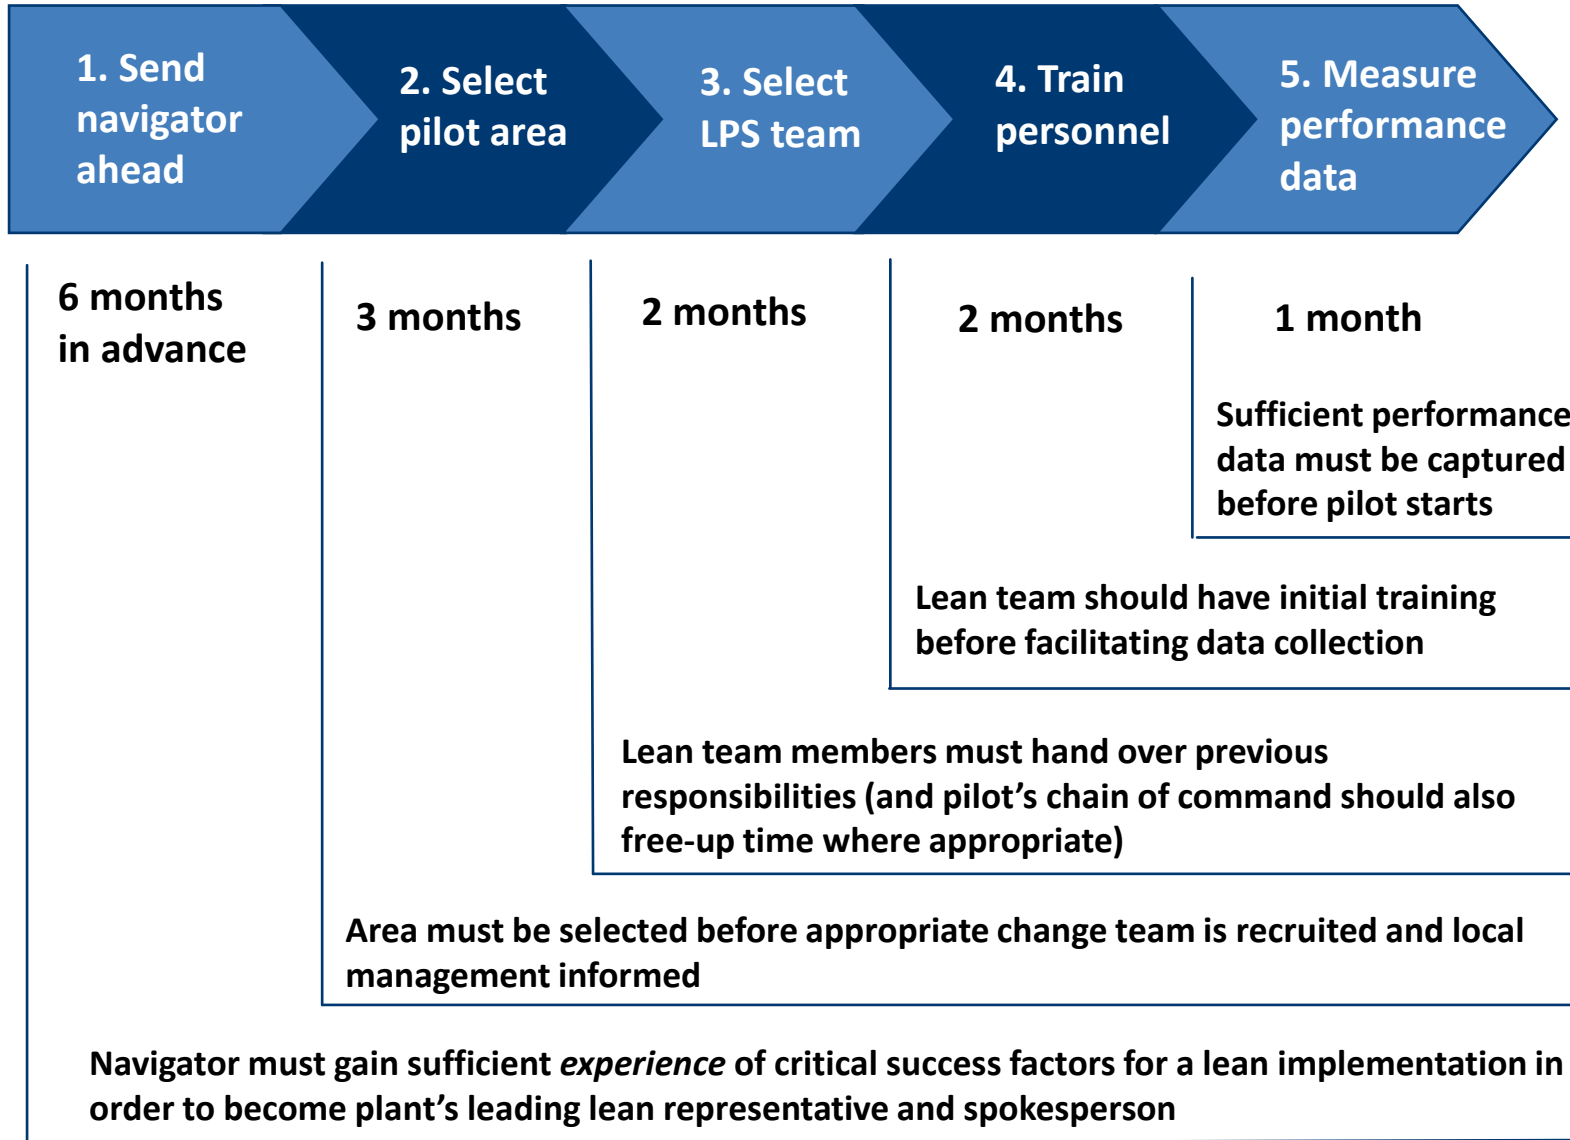 1. Send
navigator
ahead
2. Select
pilot area
3. Select
LPS team
4. Train
personnel
5. Measure
performance
data
6 months
in advance
3 months
2 months
2 months
1 month
Sufficient performance
data must be captured
before pilot starts
Lean team should have initial training
before facilitating data collection
Lean team members must hand over previous
responsibilities (and pilot’s chain of command should also
free-up time where appropriate)
Area must be selected before appropriate change team is recruited and local
management informed
Navigator must gain sufficient experience of critical success factors for a lean implementation in
order to become plant’s leading lean representative and spokesperson